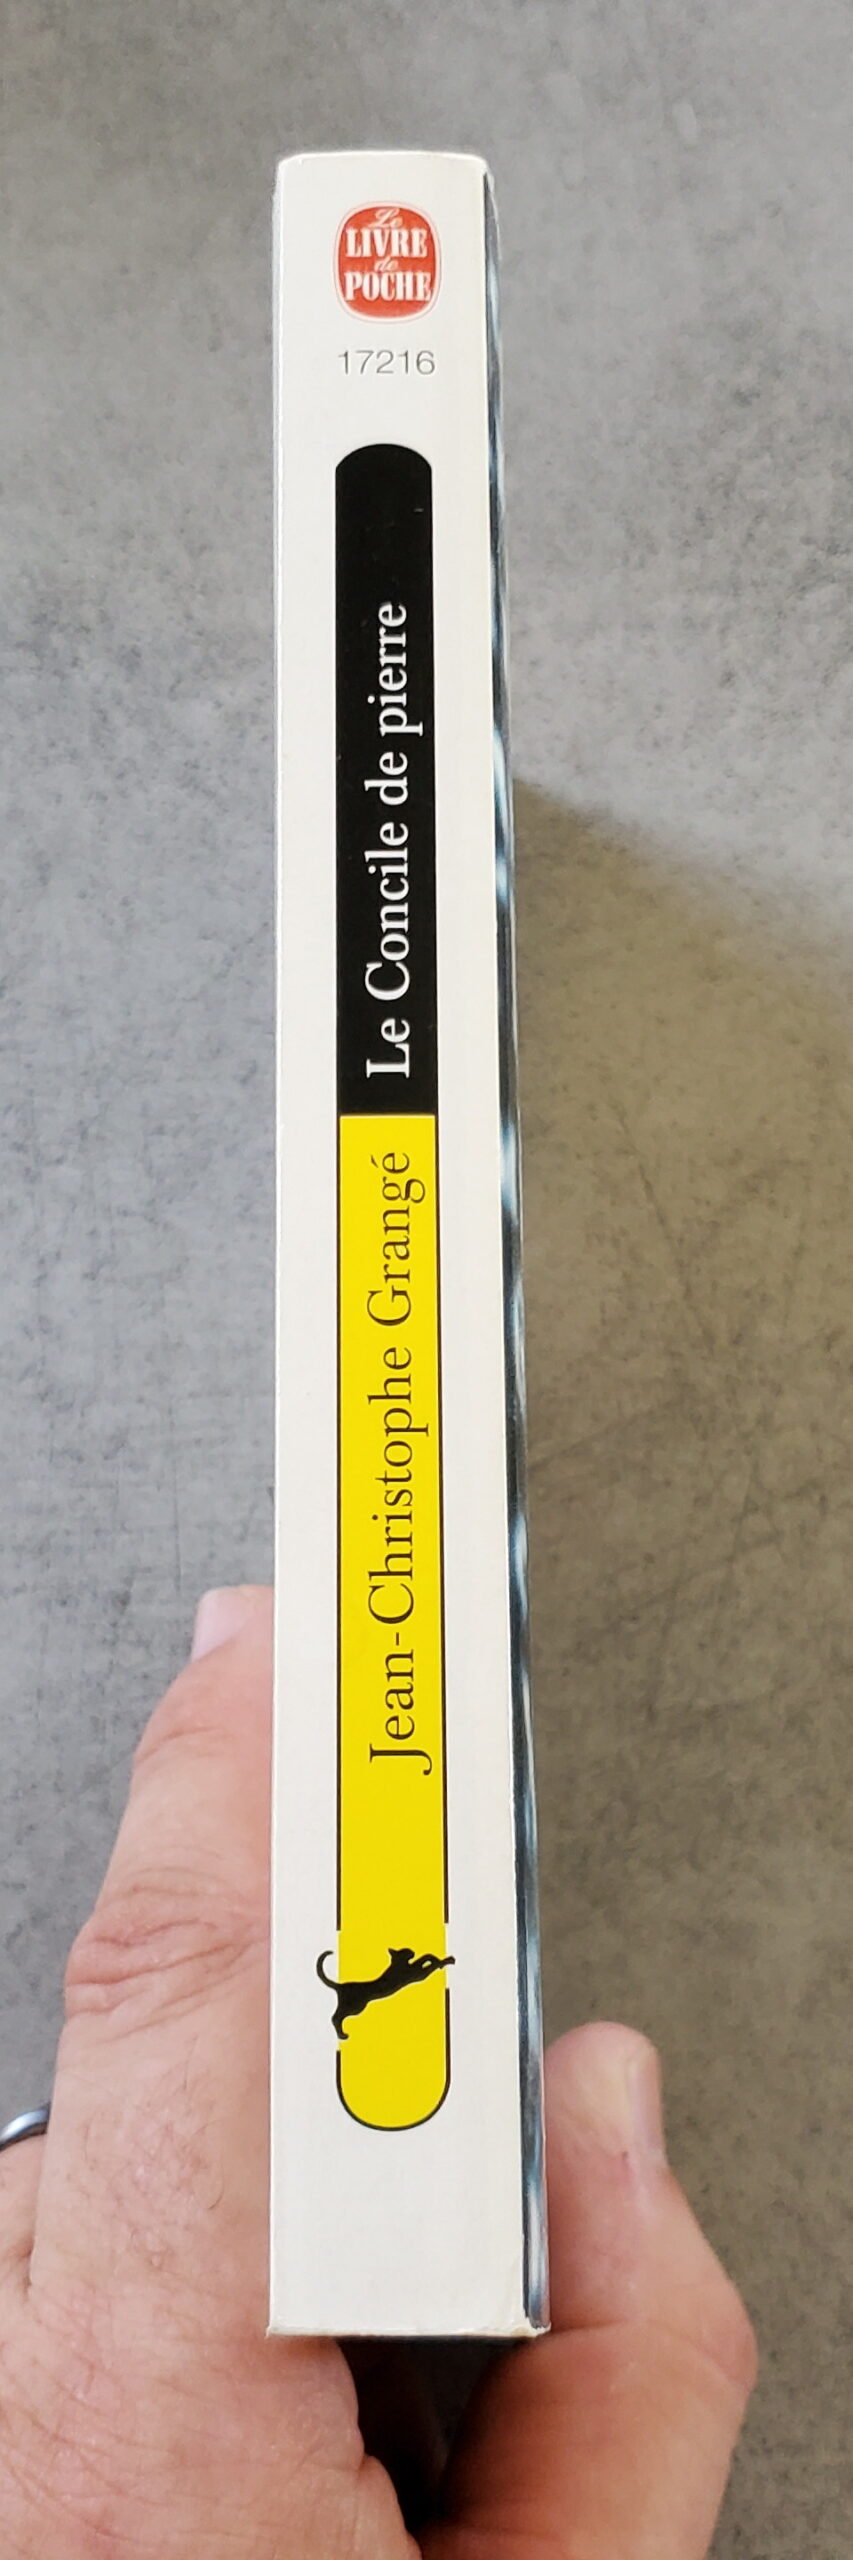 Le
LIVRE
de
POCHE
17216
Le Concile de pierre
Jean-Christophe Grangé